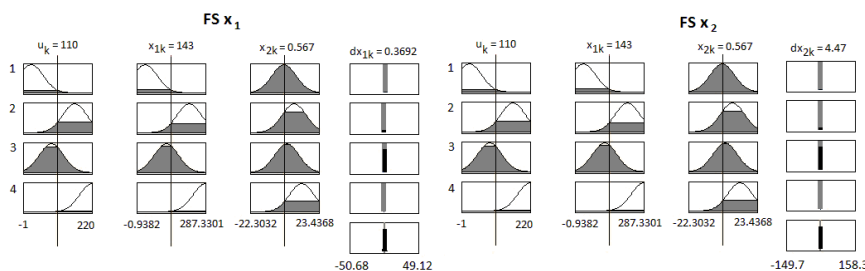 FS x1
FS x2
uk = 110 x1k = 143 x2k = 0.567 dx1k = 0.3692
uk = 110 x1k = 143 x2k = 0.567 dx2k = 4.47
1
1
2
2
3
3
4
4
-1 220 -0.9382 287.3301 -22.3032 23.4368
-1 220 -0.9382 287.3301 -22.3032 23.4368
-50.68 49.12
-149.7 158.3